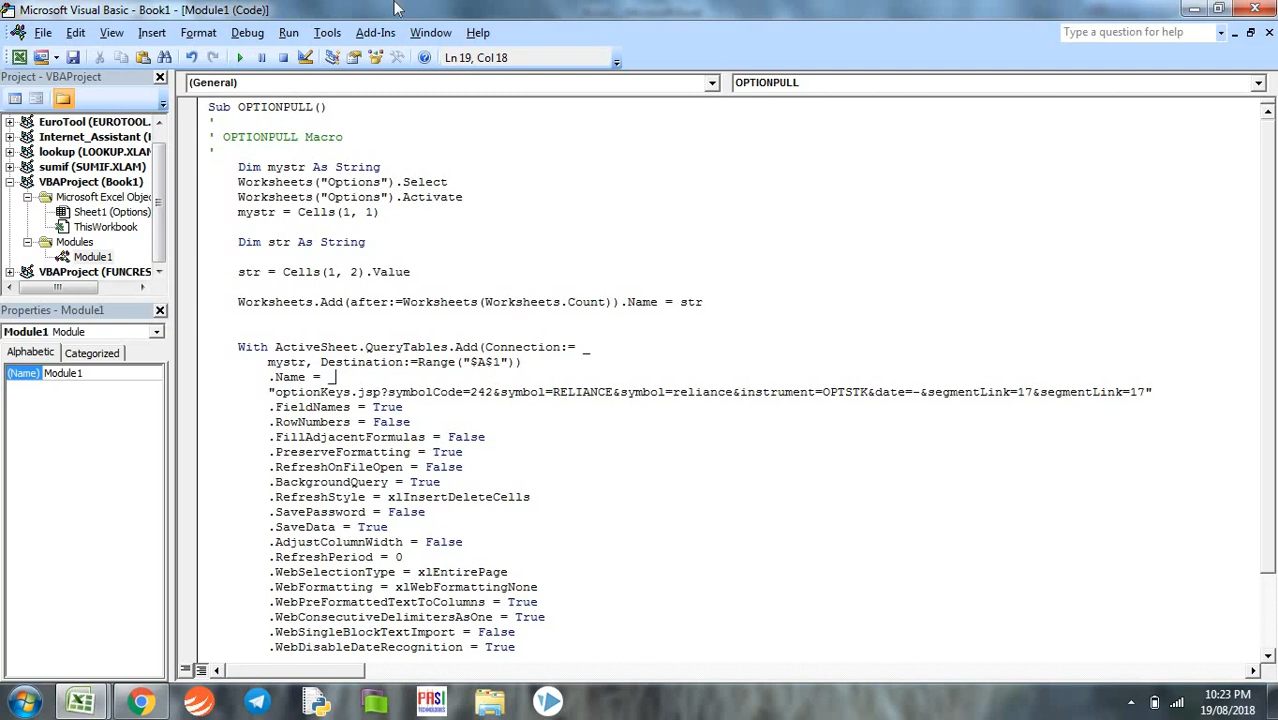 Microsoft Visual Basic - Book1 - [Module1 (Code)]
File Edit View Insert Format Debug Run Tools Add-Ins Window Help
Type a question for help
Ln 19, Col 18
Project - VBAProject
(General)
OPTIONPULL
EuroTool (EUROTOOL.
Internet_Assistant (I
lookup (LOOKUP.XLAM
sumif (SUMIF.XLAM)
VBAProject (Book1)
Microsoft Excel Objec
Sheet1 (Options)
ThisWorkbook
Modules
Module1
VBAProject (FUNCRES
Properties - Module1
Module1 Module
Alphabetic Categorized
(Name) Module1
Sub OPTIONPULL()
'
' OPTIONPULL Macro
'
Dim mystr As String
Worksheets("Options").Select
Worksheets("Options").Activate
mystr = Cells(1, 1)
Dim str As String
str = Cells(1, 2).Value
Worksheets.Add(after:=Worksheets(Worksheets.Count)).Name = str
With ActiveSheet.QueryTables.Add(Connection:= _
mystr, Destination:=Range("$A$1"))
.Name = _
"optionKeys.jsp?symbolCode=242&symbol=RELIANCE&symbol=reliance&instrument=OPTSTK&date=-&segmentLink=17&segmentLink=17"
.FieldNames = True
.RowNumbers = False
.FillAdjacentFormulas = False
.PreserveFormatting = True
.RefreshOnFileOpen = False
.BackgroundQuery = True
.RefreshStyle = xlInsertDeleteCells
.SavePassword = False
.SaveData = True
.AdjustColumnWidth = False
.RefreshPeriod = 0
.WebSelectionType = xlEntirePage
.WebFormatting = xlWebFormattingNone
.WebPreFormattedTextToColumns = True
.WebConsecutiveDelimitersAsOne = True
.WebSingleBlockTextImport = False
.WebDisableDateRecognition = True
PASI
TECHNOLOGIES
10:23 PM
19/08/2018